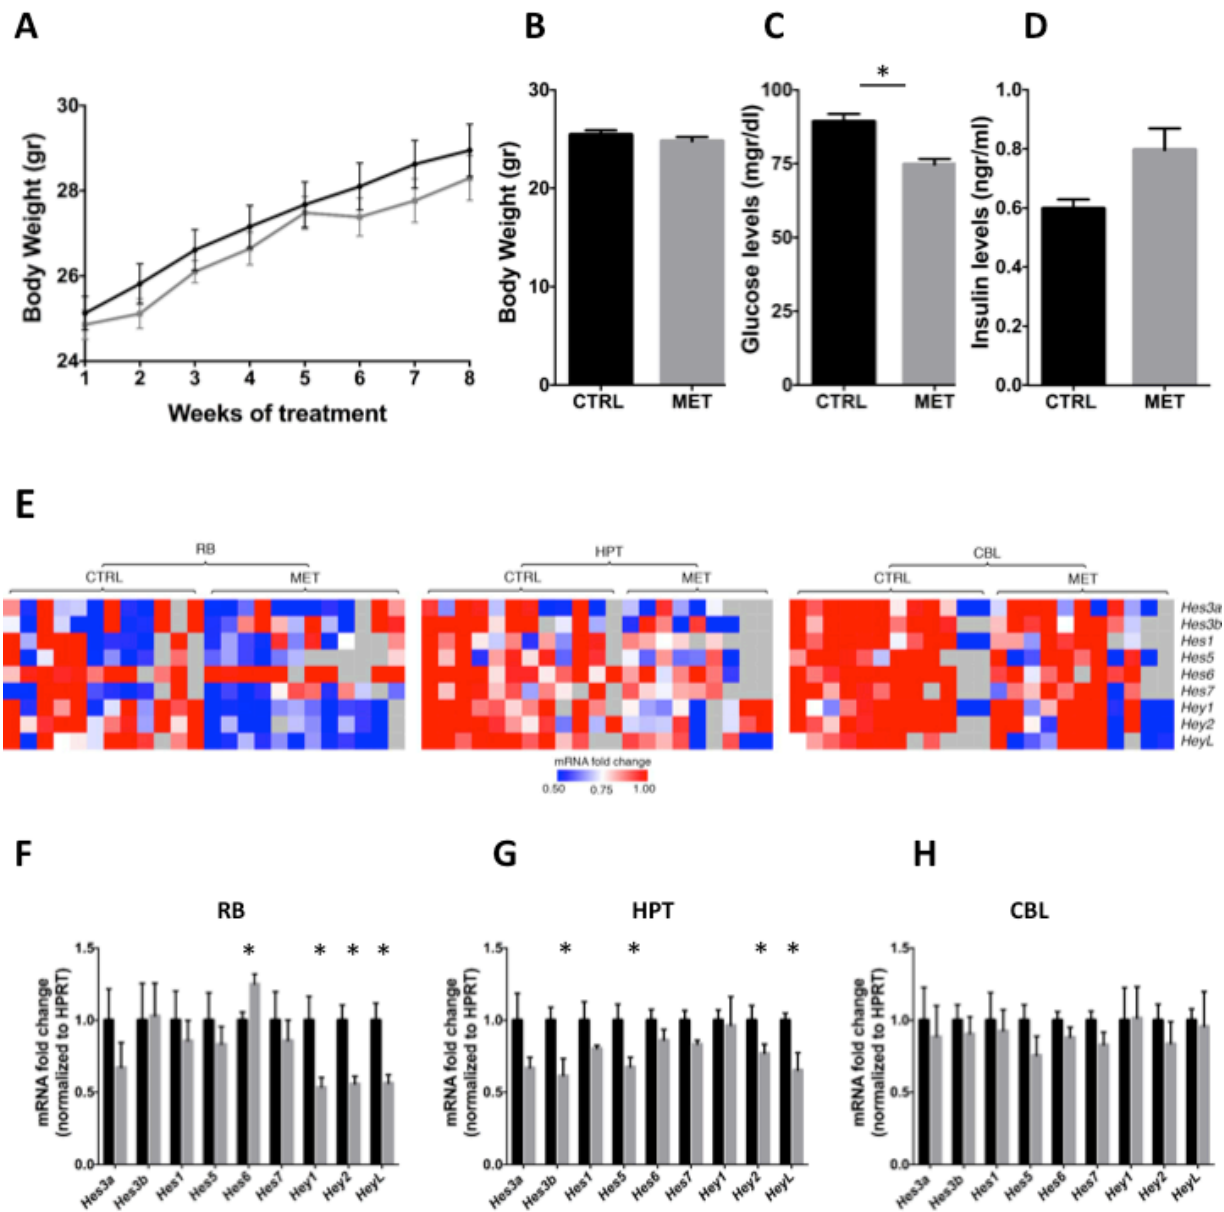 A
B
C
D
*
Body Weight (gr)
30
28
26
24
1 2 3 4 5 6 7 8
Weeks of treatment
Body Weight (gr)
30
20
10
0
CTRL MET
Glucose levels (mgr/dl)
100
75
50
25
0
CTRL MET
Insulin levels (ngr/ml)
1.0
0.8
0.6
0.4
0.2
0.0
CTRL MET
E
RB
CTRL MET
HPT
CTRL MET
CBL
CTRL MET
Hes3a
Hes3b
Hes1
Hes5
Hes6
Hes7
Hey1
Hey2
HeyL
mRNA fold change
0.50 0.75 1.00
F
RB
mRNA fold change
(normalized to HPRT)
1.5
1.0
0.5
0.0
* * * *
Hes3a Hes3b Hes1 Hes5 Hes6 Hes7 Hey1 Hey2 HeyL
G
HPT
mRNA fold change
(normalized to HPRT)
1.5
1.0
0.5
0.0
* * * *
Hes3a Hes3b Hes1 Hes5 Hes6 Hes7 Hey1 Hey2 HeyL
H
CBL
mRNA fold change
(normalized to HPRT)
1.5
1.0
0.5
0.0
Hes3a Hes3b Hes1 Hes5 Hes6 Hes7 Hey1 Hey2 HeyL